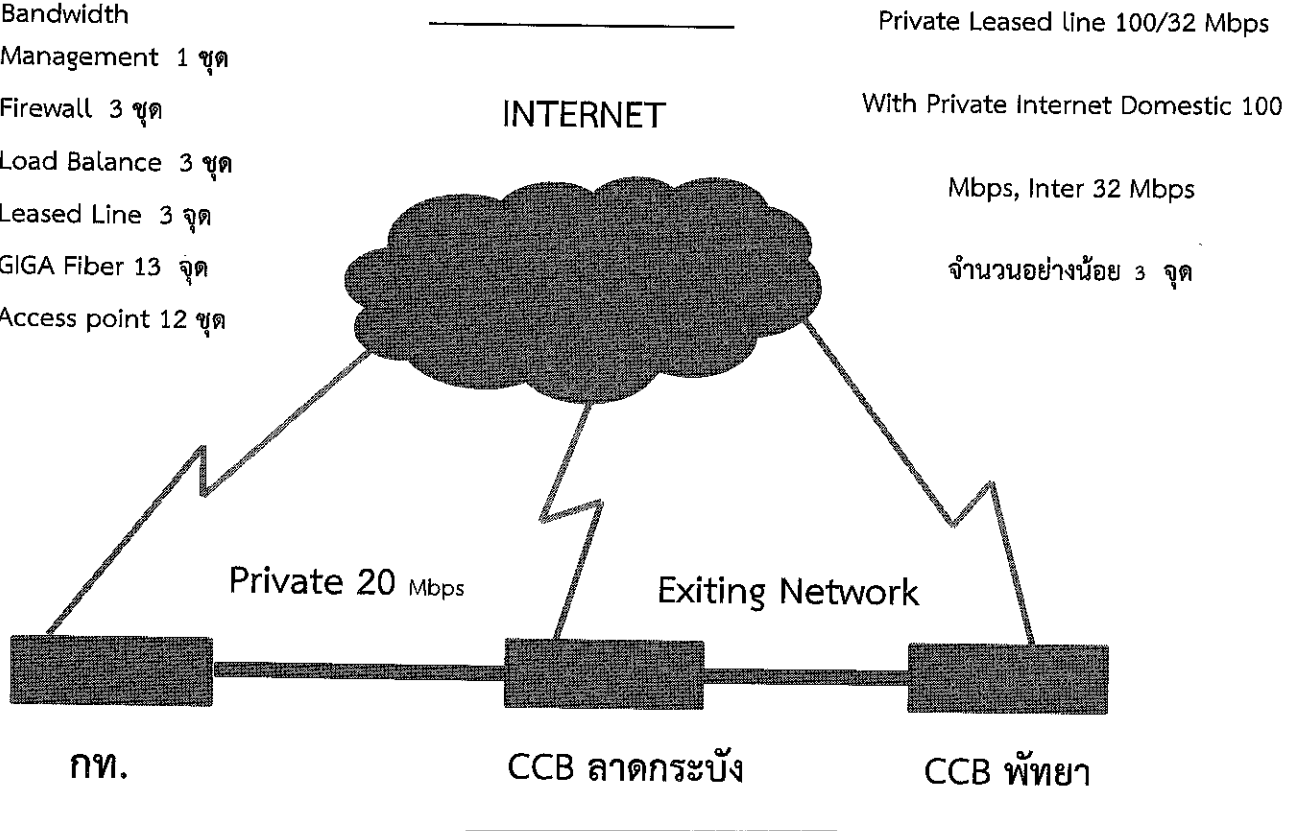 Bandwidth
Management 1 ชุด
Firewall 3 ชุด
Load Balance 3 ชุด
Leased Line 3 จุด
GIGA Fiber 13 จุด
Access point 12 ชุด
INTERNET
Private Leased line 100/32 Mbps
With Private Internet Domestic 100
Mbps, Inter 32 Mbps
จำนวนอย่างน้อย 3 จุด
Private 20 Mbps
Exiting Network
กท.
CCB ลาดกระบัง
CCB พัทยา